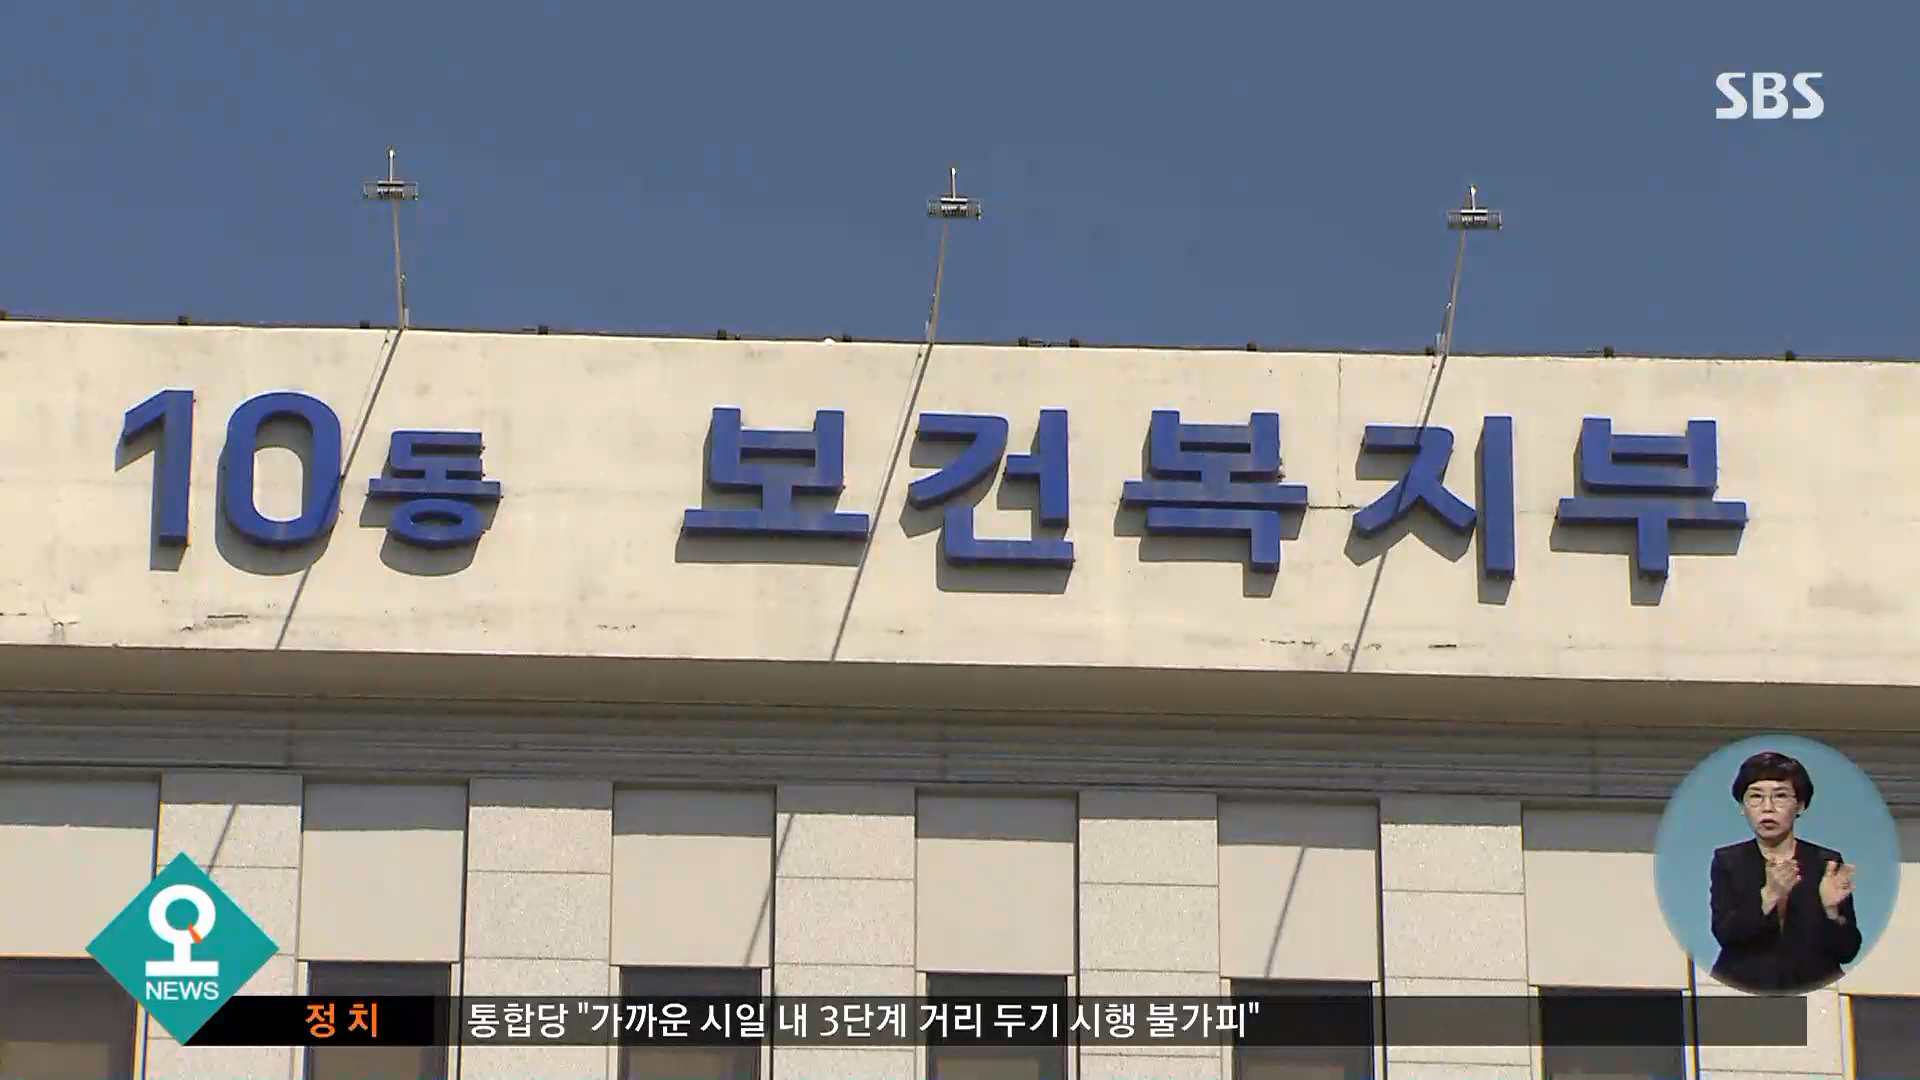 SBS
10동 보건복지부
오
NEWS
정치 통합당 "가까운 시일 내 3단계 거리 두기 시행 불가피"